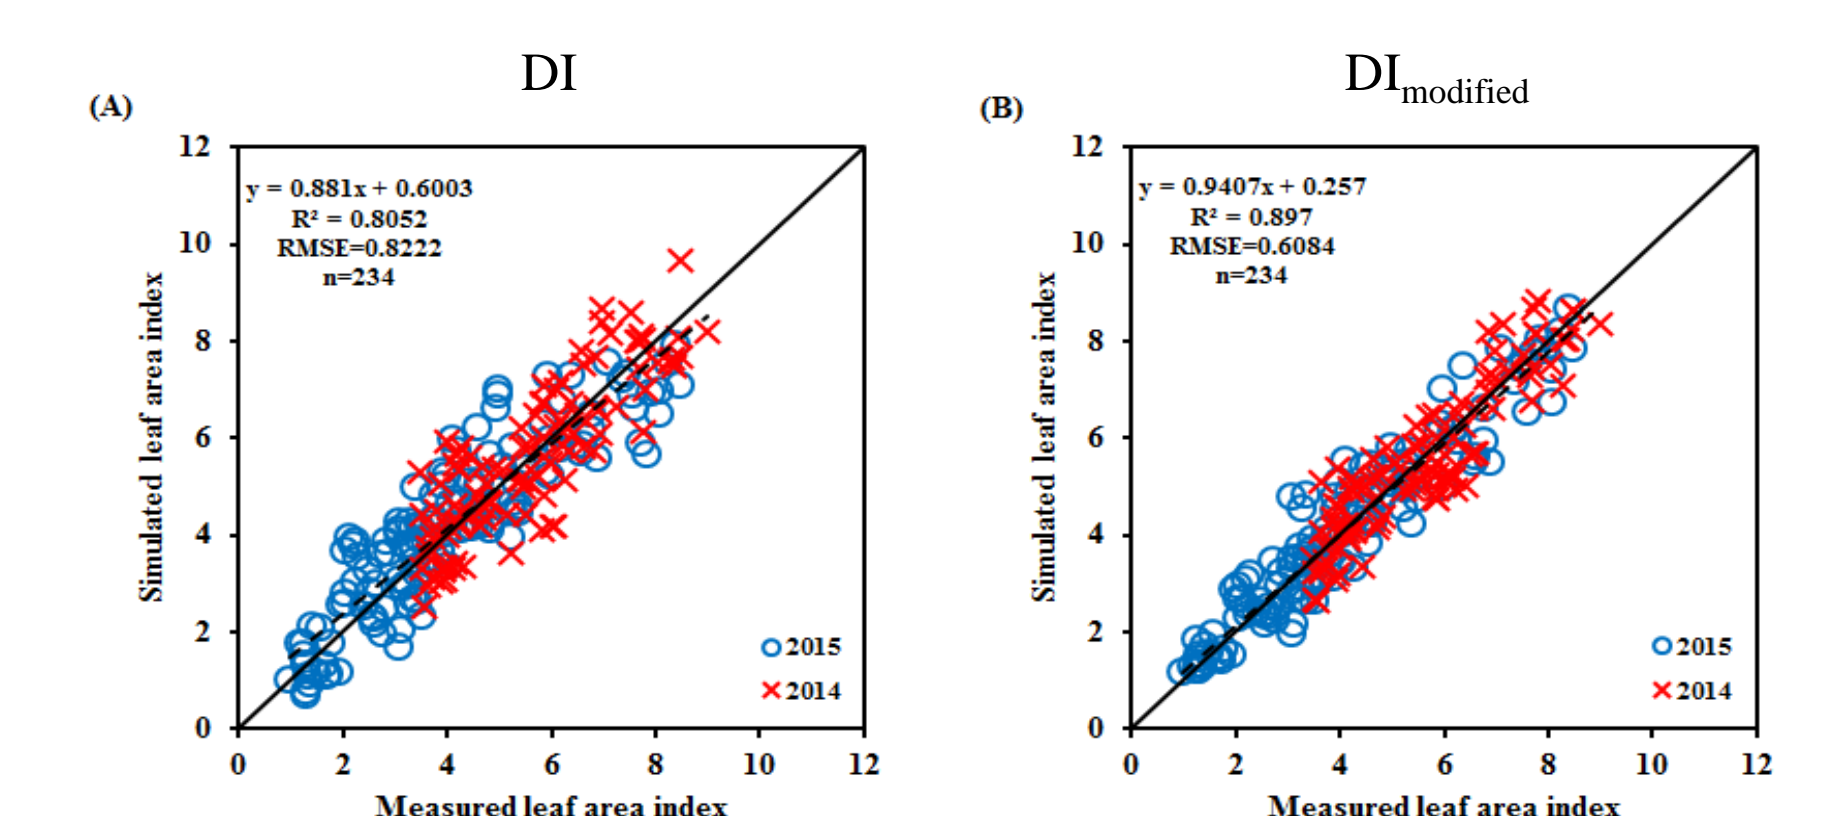 DI
(A)
12
10
8
6
4
2
0
y = 0.881x + 0.6003
R² = 0.8052
RMSE=0.8222
n=234
Simulated leaf area index
2015
2014
0 2 4 6 8 10 12
Measured leaf area index
DImodified
(B)
12
10
8
6
4
2
0
y = 0.9407x + 0.257
R² = 0.897
RMSE=0.6084
n=234
Simulated leaf area index
2015
2014
0 2 4 6 8 10 12
Measured leaf area index